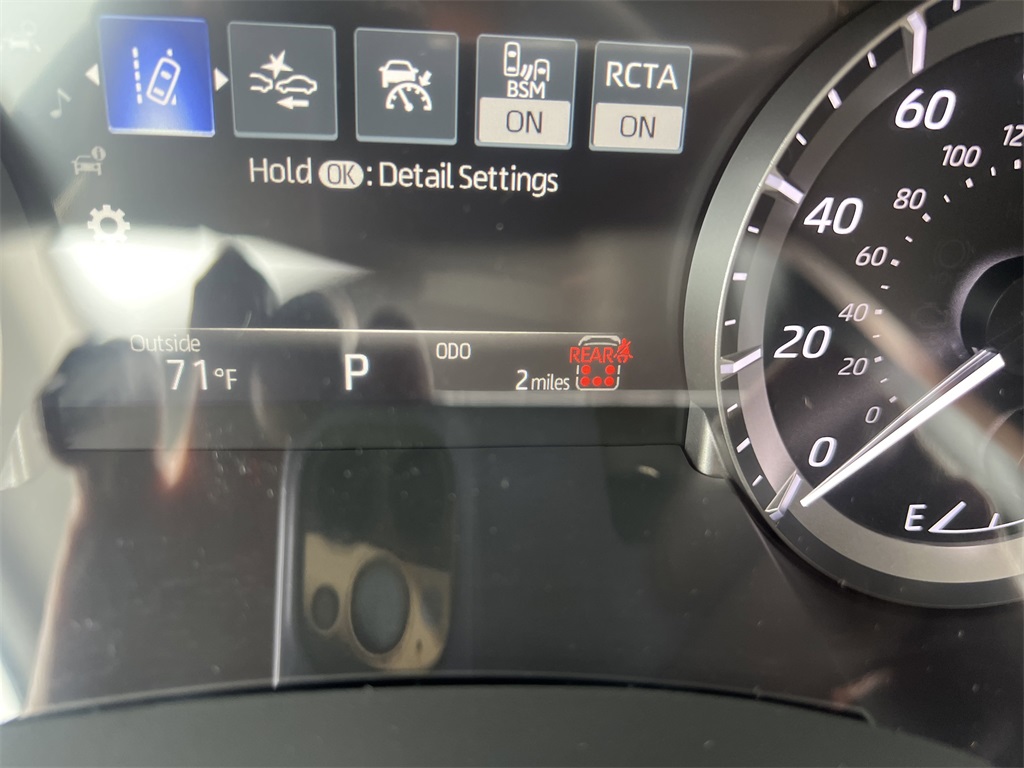 BSM
ON
RCTA
ON
Hold OK : Detail Settings
Outside
71°F
P
ODO
2 miles
REAR
60
40
20
0
100
80
60
40
20
0
E